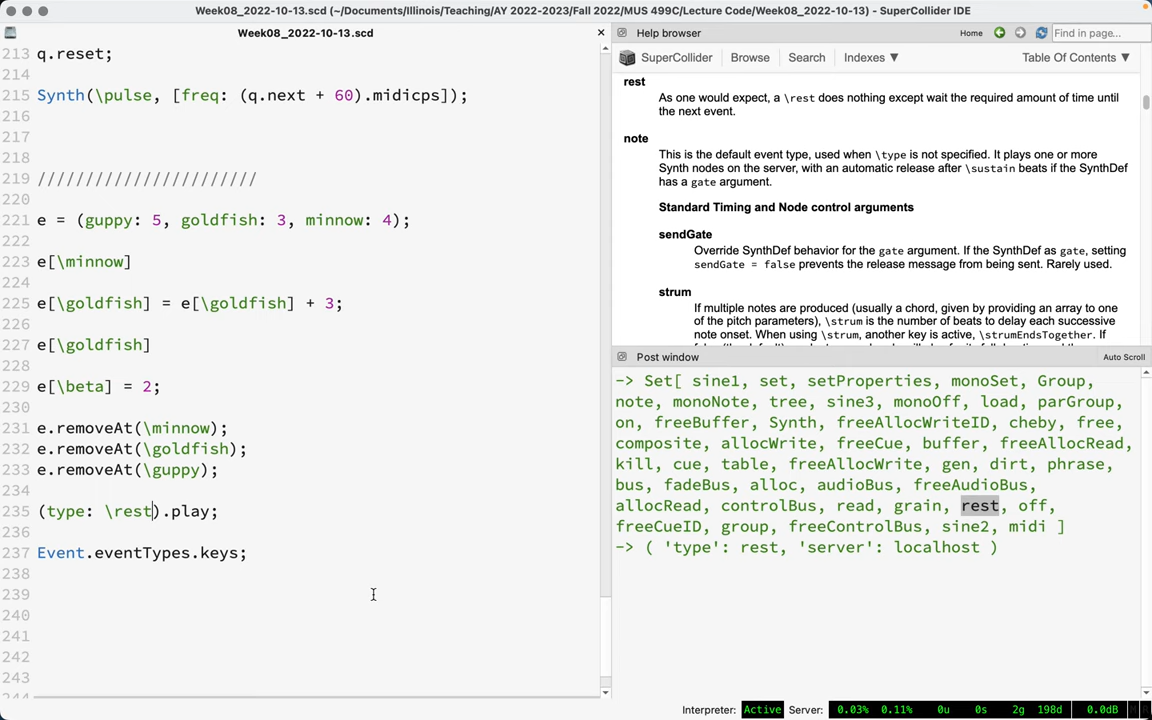 Week08_2022-10-13.scd (~/Documents/Illinois/Teaching/AY 2022-2023/Fall 2022/MUS 499C/Lecture Code/Week08_2022-10-13) - SuperCollider IDE
Week08_2022-10-13.scd
213 q.reset;
214
215 Synth(\pulse, [freq: (q.next + 60).midicps]);
216
217
218
219 ///////////////////////
220
221 e = (guppy: 5, goldfish: 3, minnow: 4);
222
223 e[\minnow]
224
225 e[\goldfish] = e[\goldfish] + 3;
226
227 e[\goldfish]
228
229 e[\beta] = 2;
230
231 e.removeAt(\minnow);
232 e.removeAt(\goldfish);
233 e.removeAt(\guppy);
234
235 (type: \rest).play;
236
237 Event.eventTypes.keys;
238
239
240
241
242
243
244
Help browser
Home
Find in page...
SuperCollider Browse Search Indexes ▼ Table Of Contents ▼
rest
As one would expect, a \rest does nothing except wait the required amount of time until
the next event.
note
This is the default event type, used when \type is not specified. It plays one or more
Synth nodes on the server, with an automatic release after \sustain beats if the SynthDef
has a gate argument.
Standard Timing and Node control arguments
sendGate
Override SynthDef behavior for the gate argument. If the SynthDef as gate, setting
sendGate = false prevents the release message from being sent. Rarely used.
strum
If multiple notes are produced (usually a chord, given by providing an array to one
of the pitch parameters), \strum is the number of beats to delay each successive
note onset. When using \strum, another key is active, \strumEndsTogether. If
Post window
Auto Scroll
-> Set[ sine1, set, setProperties, monoSet, Group,
note, monoNote, tree, sine3, monoOff, load, parGroup,
on, freeBuffer, Synth, freeAllocWriteID, cheby, free,
composite, allocWrite, freeCue, buffer, freeAllocRead,
kill, cue, table, freeAllocWrite, gen, dirt, phrase,
bus, fadeBus, alloc, audioBus, freeAudioBus,
allocRead, controlBus, read, grain, rest, off,
freeCueID, group, freeControlBus, sine2, midi ]
-> ( 'type': rest, 'server': localhost )
Interpreter: Active Server: 0.03% 0.11% 0u 0s 2g 198d 0.0dB